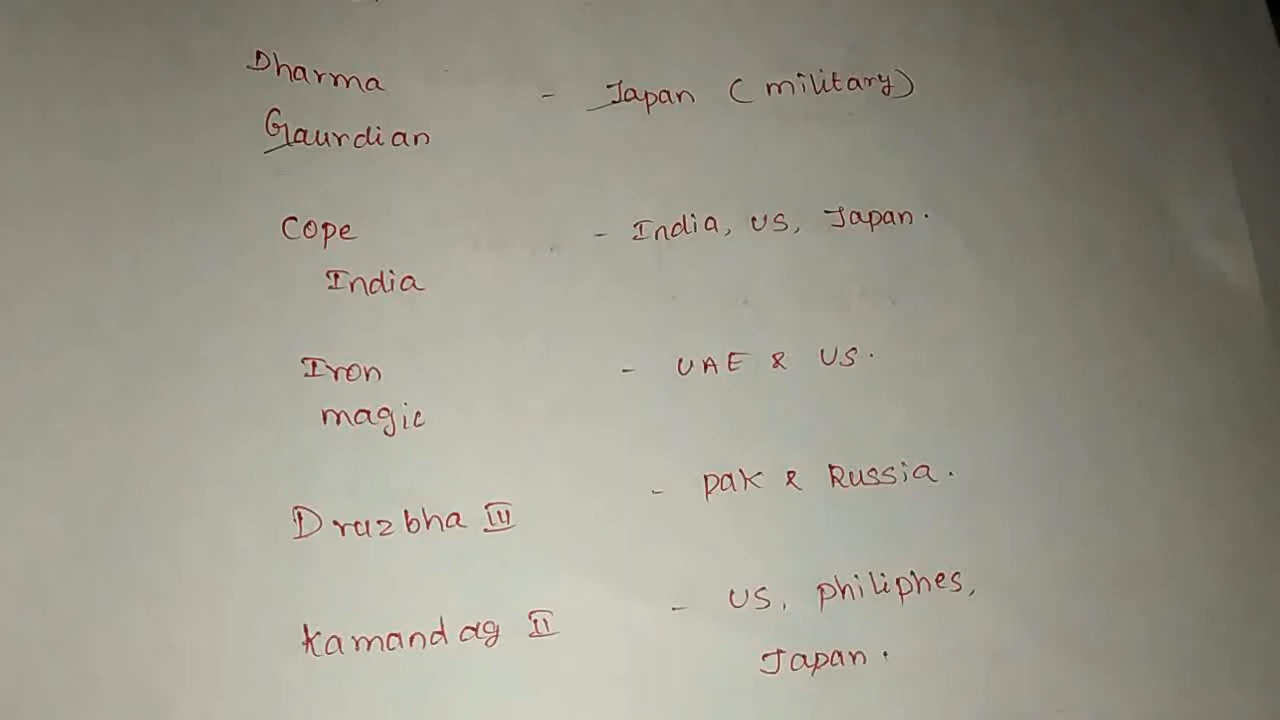 Dharma
Gaurdian - Japan (military)
Cope
India - India, US, Japan.
Iron
magic - UAE & US.
Drazbha III - Pak & Russia.
Kamandag II - US, philiphes,
Japan.